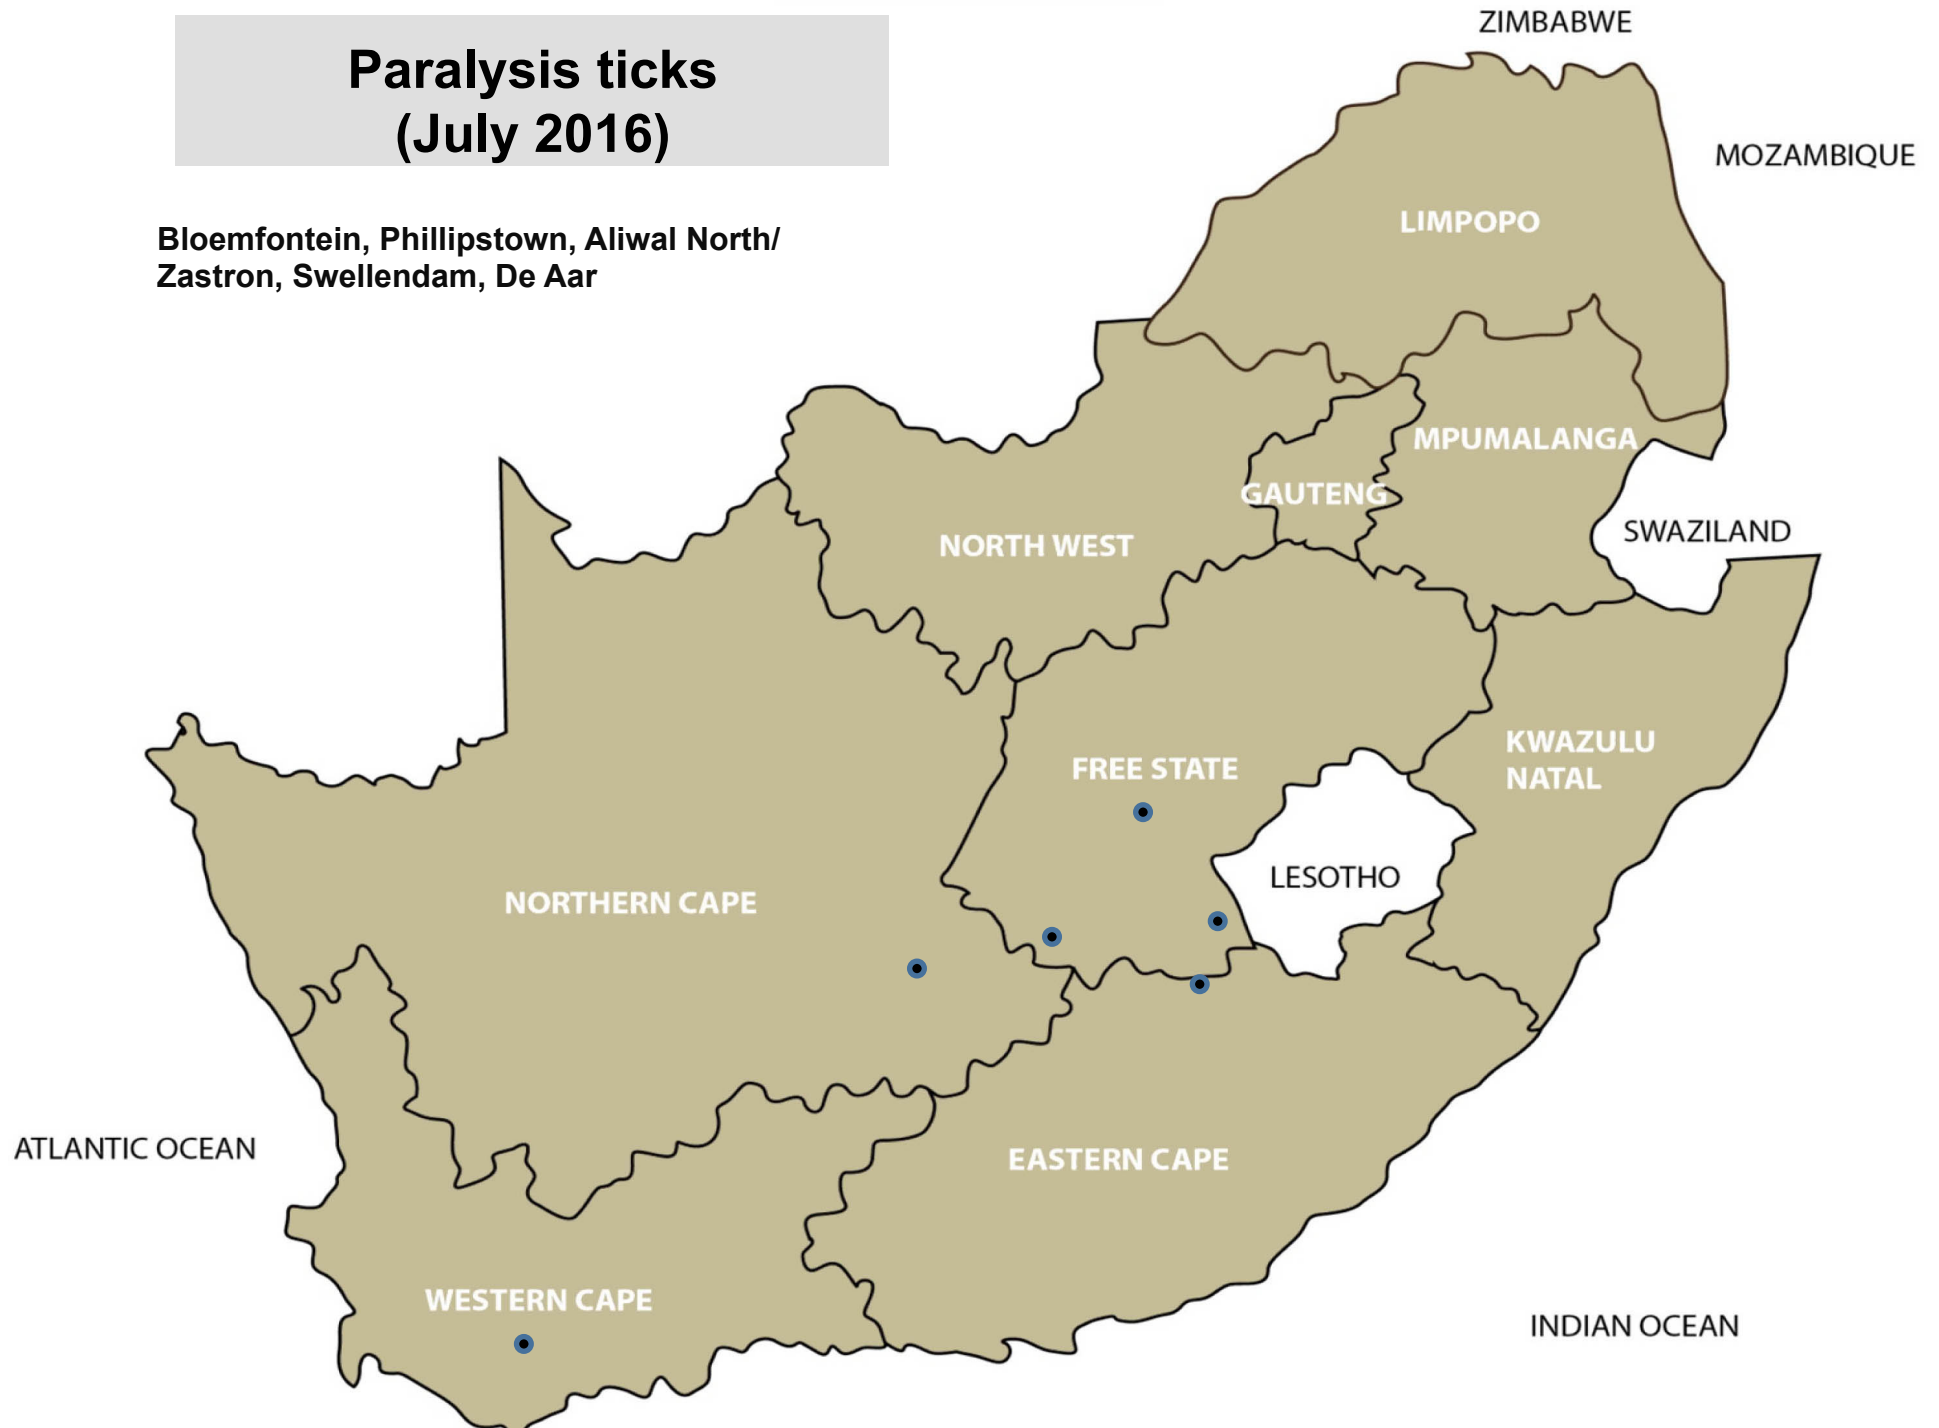 ZIMBABWE
Paralysis ticks
(July 2016)
MOZAMBIQUE
LIMPOPO
Bloemfontein, Phillipstown, Aliwal North/
Zastron, Swellendam, De Aar
MPUMALANGA
GAUTENG
SWAZILAND
NORTH WEST
KWAZULU
NATAL
FREE STATE
LESOTHO
NORTHERN CAPE
ATLANTIC OCEAN
EASTERN CAPE
WESTERN CAPE
INDIAN OCEAN